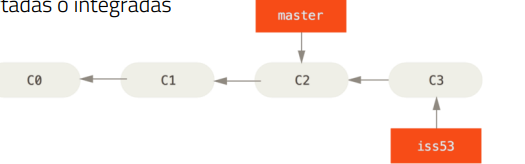 tadas o integradas
master
C0 C1 C2 C3
iss53